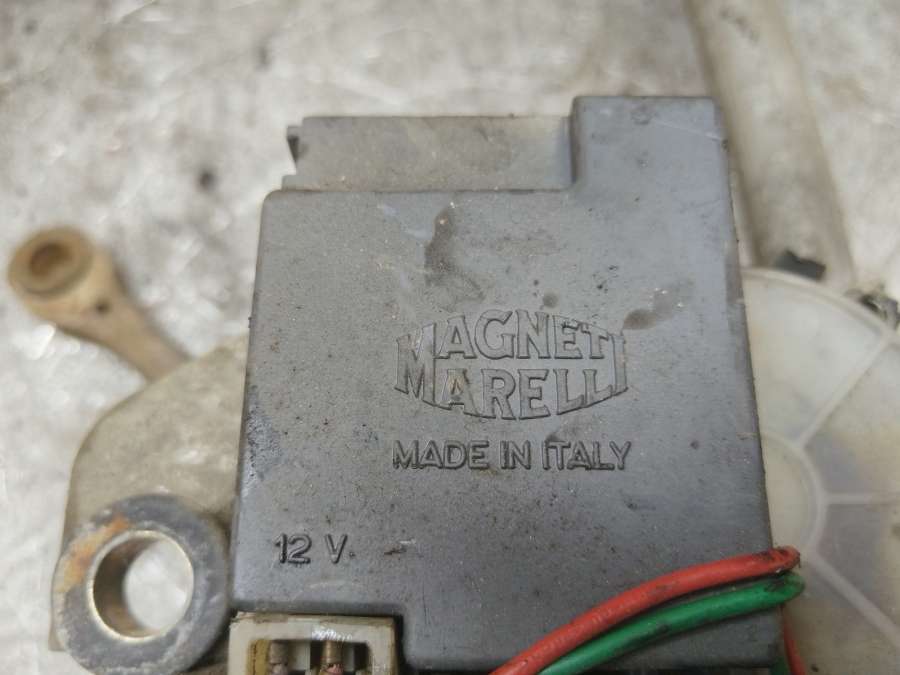 MAGNETI
MARELLI
MADE IN ITALY
12 V.